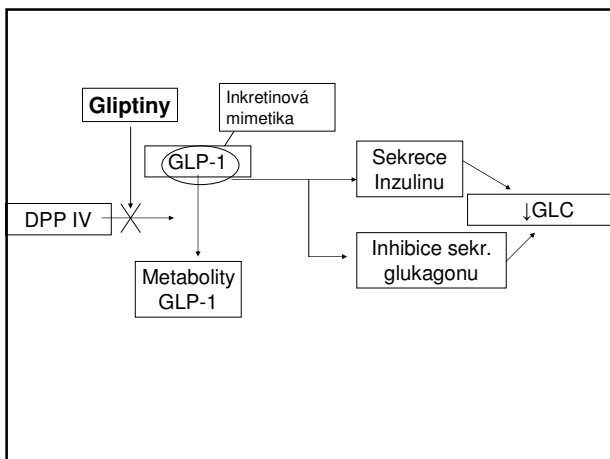 Gliptiny
Inkretinová
mimetika
GLP-1
Sekrece
Inzulinu
DPP IV
↓GLC
Inhibice sekr.
glukagonu
Metabolity
GLP-1